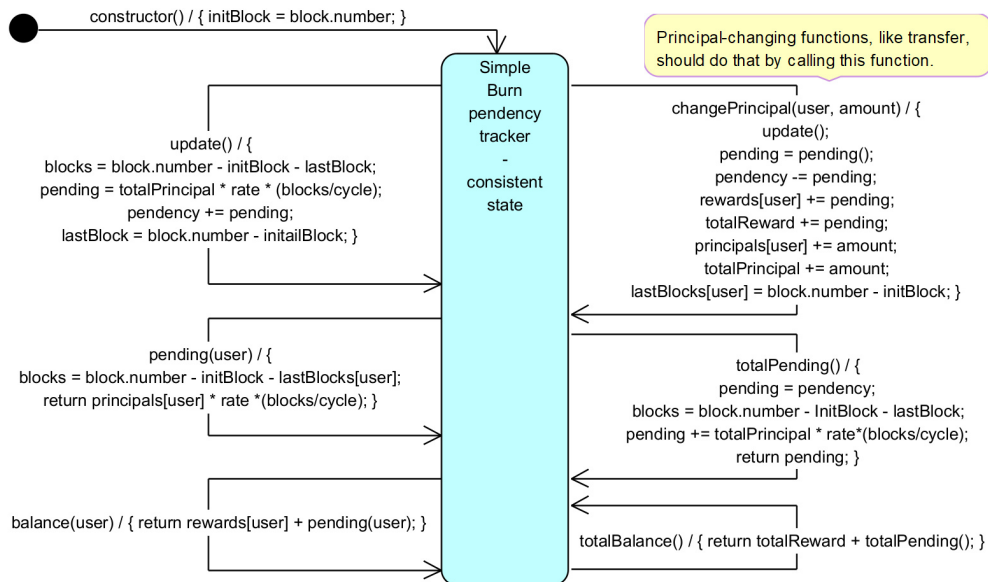 constructor() / { initBlock = block.number; }
Principal-changing functions, like transfer,
should do that by calling this function.
Simple
Burn
pendency
tracker
-
consistent
state
update() / {
blocks = block.number - initBlock - lastBlock;
pending = totalPrincipal * rate * (blocks/cycle);
pendency += pending;
lastBlock = block.number - initailBlock; }
changePrincipal(user, amount) / {
update();
pending = pending();
pendency -= pending;
rewards[user] += pending;
totalReward += pending;
principals[user] += amount;
totalPrincipal += amount;
lastBlocks[user] = block.number - initBlock; }
pending(user) / {
blocks = block.number - initBlock - lastBlocks[user];
return principals[user] * rate *(blocks/cycle); }
totalPending() / {
pending = pendency;
blocks = block.number - InitBlock - lastBlock;
pending += totalPrincipal * rate*(blocks/cycle);
return pending; }
balance(user) / { return rewards[user] + pending(user); }
totalBalance() / { return totalReward + totalPending(); }